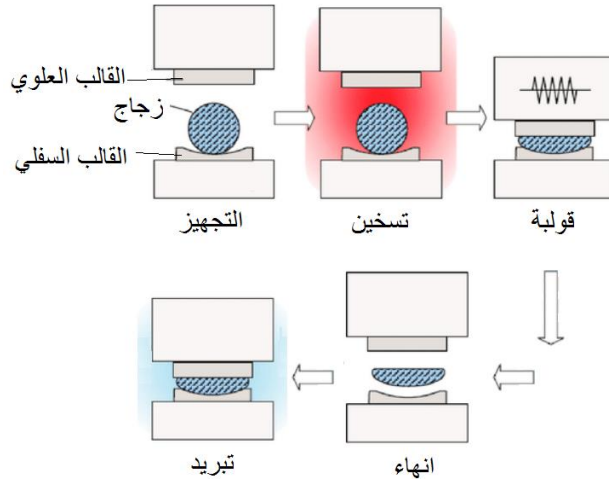 القالب العلوي
زجاج
القالب السفلي
التجهيز
تسخين
قولبة
انهاء
تبريد